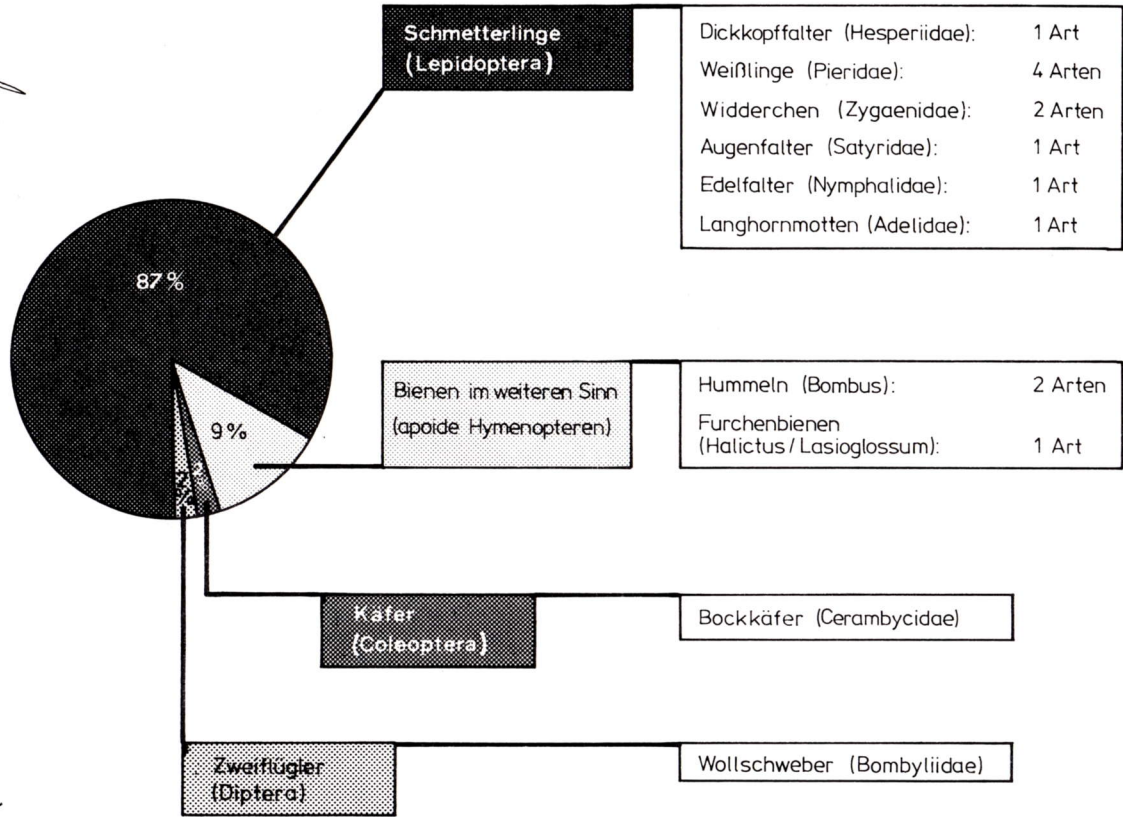 Schmetterlinge
(Lepidoptera)
Dickkopffalter (Hesperiidae): 1 Art
Weißlinge (Pieridae): 4 Arten
Widderchen (Zygaenidae): 2 Arten
Augenfalter (Satyridae): 1 Art
Edelfalter (Nymphalidae): 1 Art
Langhornmotten (Adelidae): 1 Art
87%
9%
Bienen im weiteren Sinn
(apoide Hymenopteren)
Hummeln (Bombus): 2 Arten
Furchenbienen
(Halictus/Lasioglossum): 1 Art
Käfer
(Coleoptera)
Bockkäfer (Cerambycidae)
Zweiflügler
(Diptera)
Wollschweber (Bombyliidae)